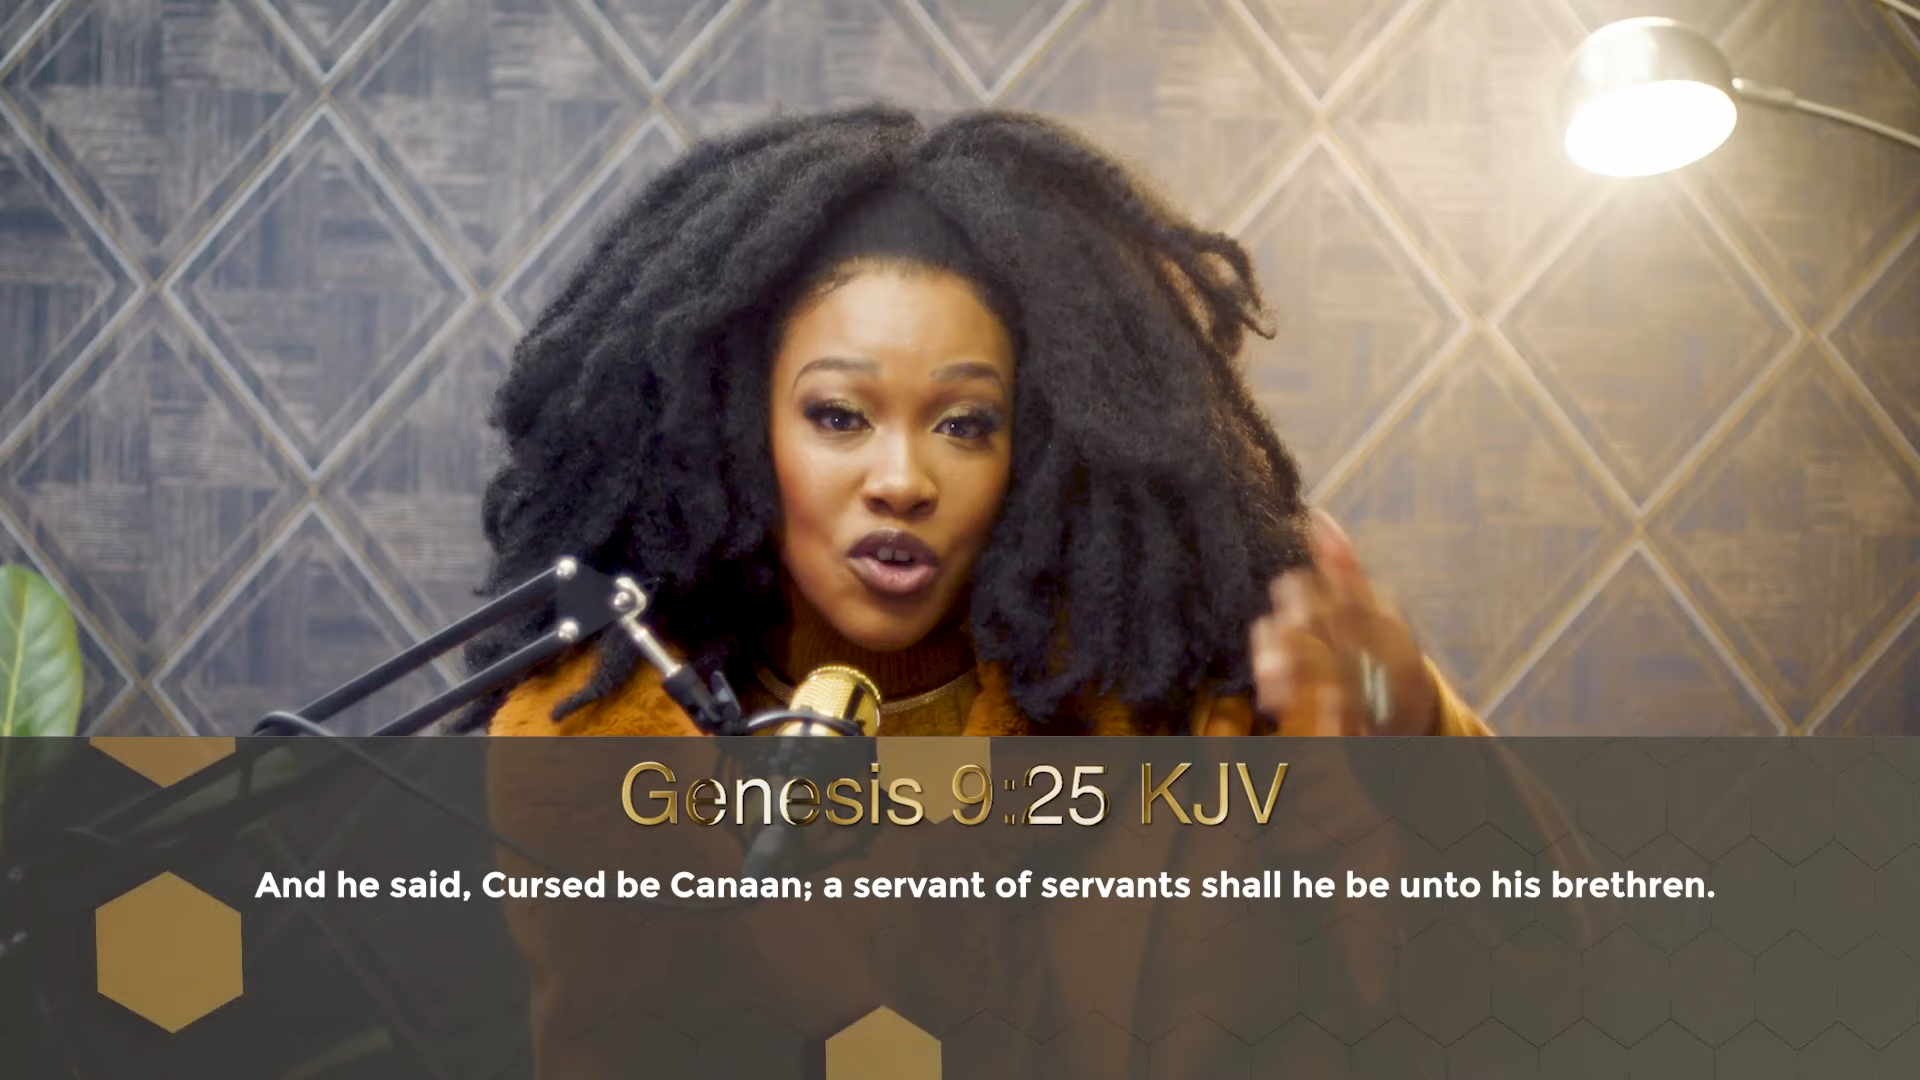 Genesis 9:25 KJV
And he said, Cursed be Canaan; a servant of servants shall he be unto his brethren.